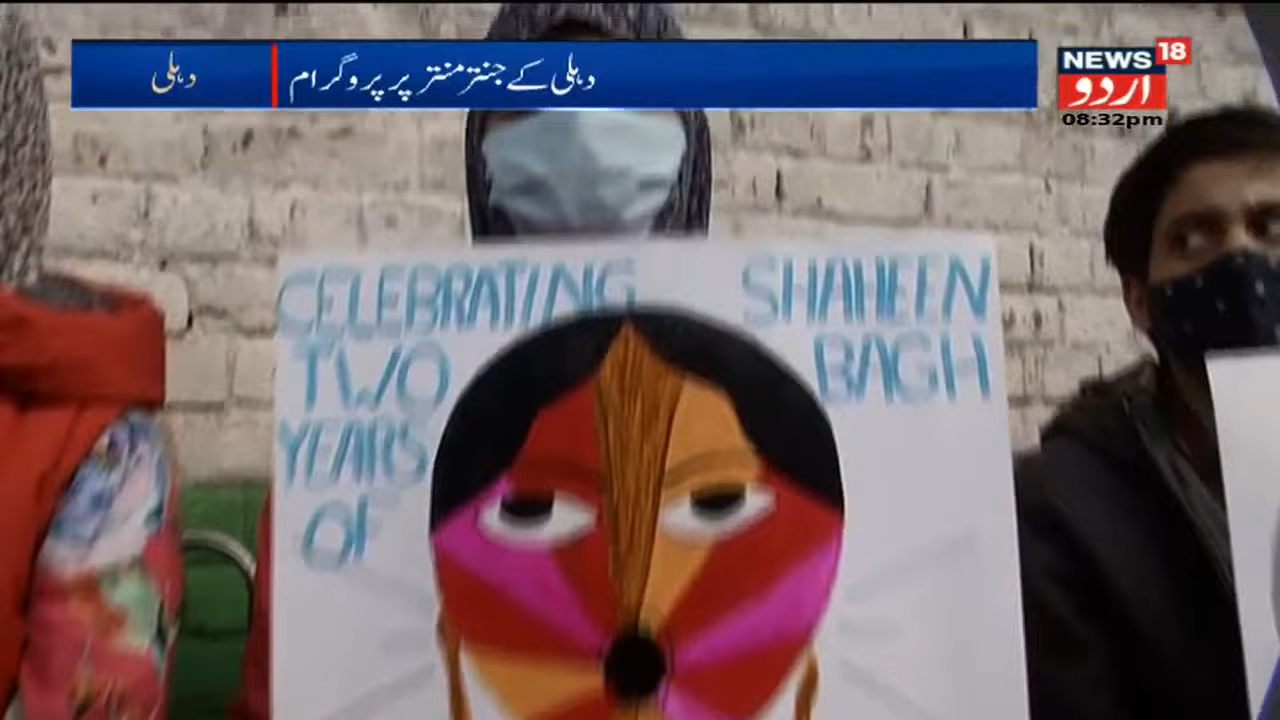 دہلی
دہلی کے جنتر منتر پر پروگرام
NEWS 18
اردو
08:32pm
CELEBRATING
TWO
YEARS
OF
SHAHEEN
BAGH